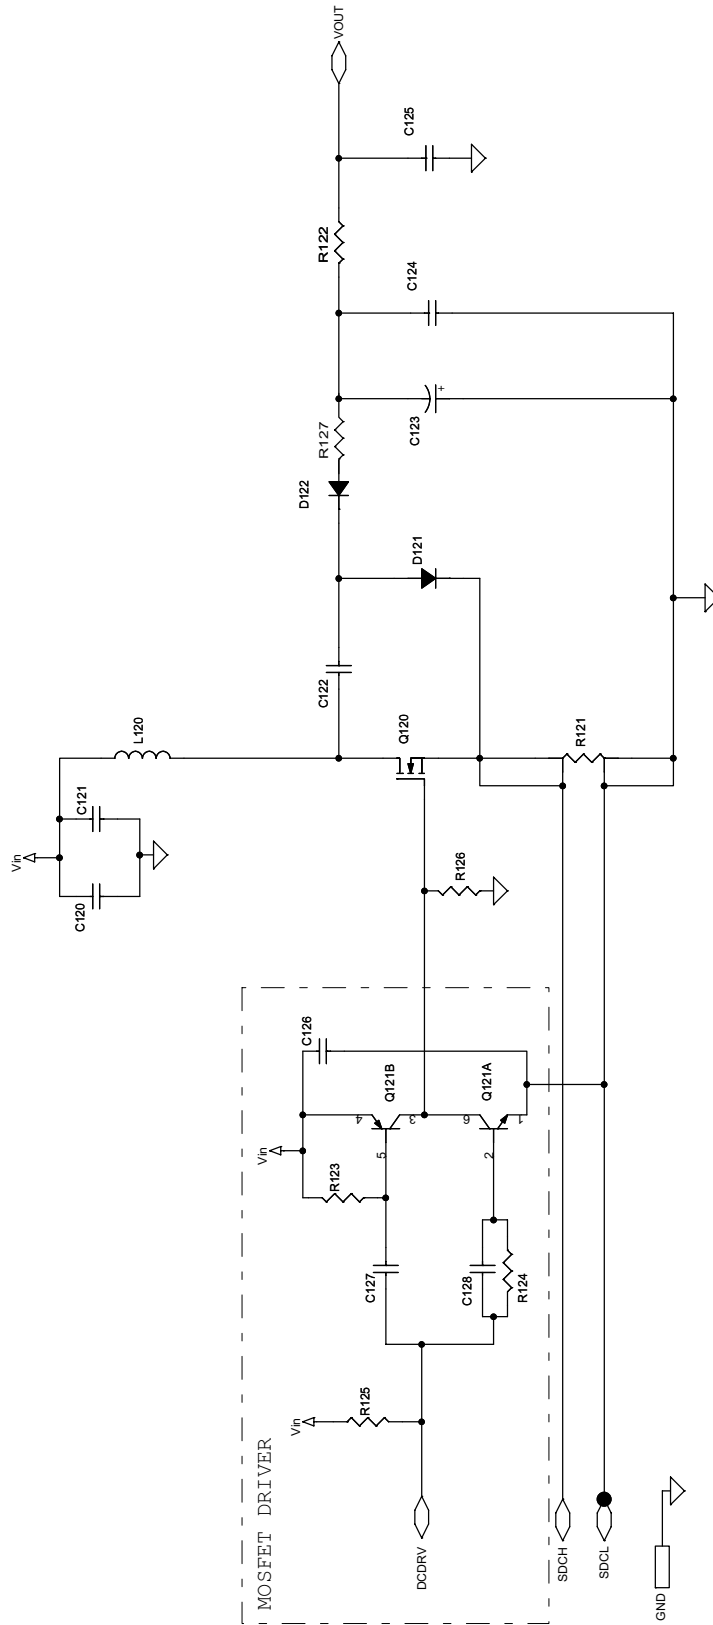 VOUT
C125
R122
C124
R127
C123
+
D122
D121
C122
L120
Q120
R121
Vin
C121
C120
R126
C126
Q121B
Q121A
4
3
5
6
1
2
Vin
R123
C127
C128
R124
Vin
R125
MOSFET DRIVER
DCDRV
SDCH
SDCL
GND